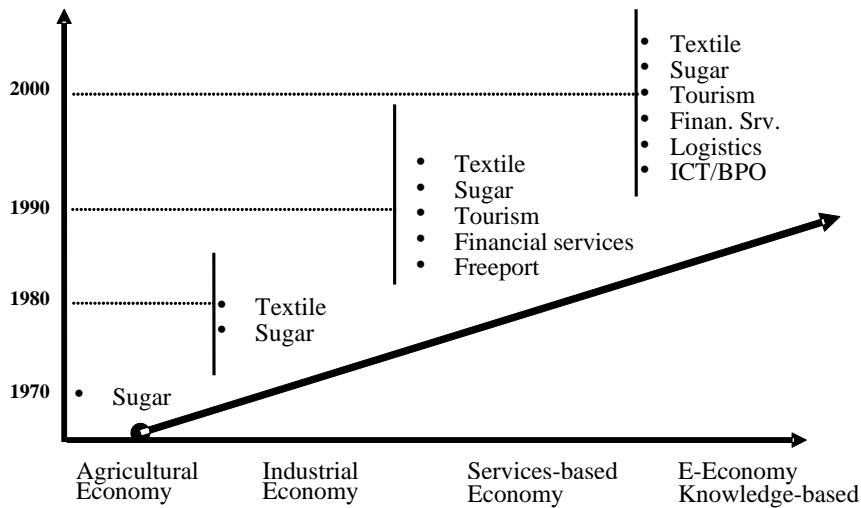 2000
• Textile
• Sugar
• Tourism
• Finan. Srv.
• Logistics
• ICT/BPO
1990
• Textile
• Sugar
• Tourism
• Financial services
• Freeport
1980
• Textile
• Sugar
1970
• Sugar
Agricultural
Economy
Industrial
Economy
Services-based
Economy
E-Economy
Knowledge-based